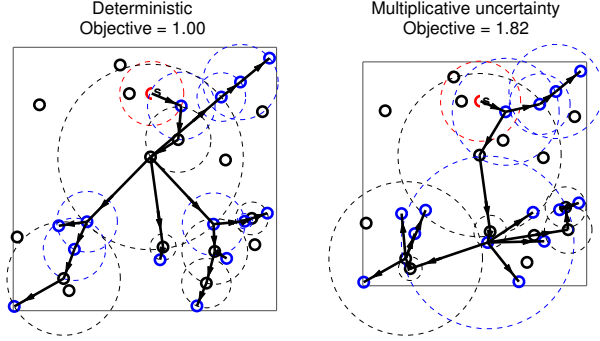 Deterministic
Objective = 1.00
Multiplicative uncertainty
Objective = 1.82
s
s